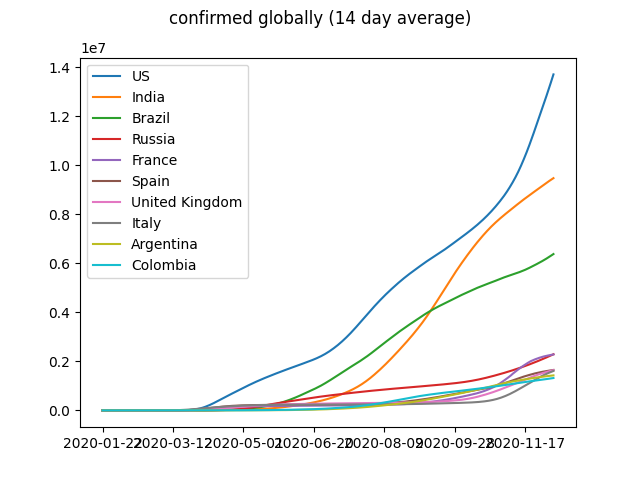 confirmed globally (14 day average)
1e7
1.4
1.2
1.0
0.8
0.6
0.4
0.2
0.0
US
India
Brazil
Russia
France
Spain
United Kingdom
Italy
Argentina
Colombia
2020-01-22 2020-03-12 2020-05-01 2020-06-20 2020-08-09 2020-09-28 2020-11-17